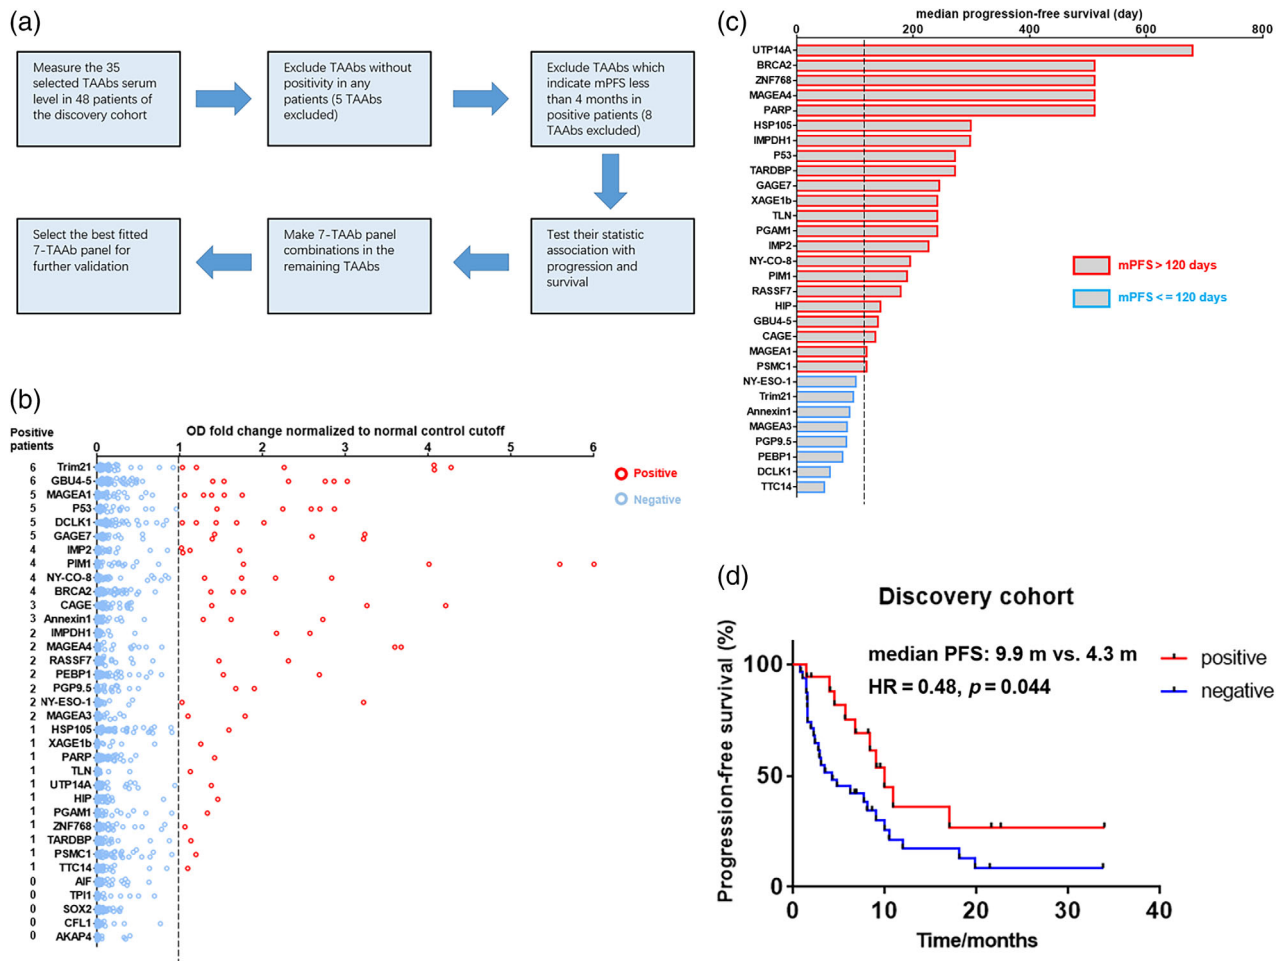 (a)
Measure the 35
selected TAAbs serum
level in 48 patients of
the discovery cohort
Exclude TAAbs without
positivity in any
patients (5 TAAbs
excluded)
Exclude TAAbs which
indicate mPFS less
than 4 months in
positive patients (8
TAAbs excluded)
Select the best fitted
7-TAAb panel for
further validation
Make 7-TAAb panel
combinations in the
remaining TAAbs
Test their statistic
association with
progression and
survival
(b)
Positive
patients
OD fold change normalized to normal control cutoff
0 1 2 3 4 5 6
6 Trim21
6 GBU4-5
5 MAGEA1
5 P53
5 DCLK1
5 GAGE7
4 IMP2
4 PIM1
4 NY-CO-8
4 BRCA2
3 CAGE
3 Annexin1
2 IMPDH1
2 MAGEA4
2 RASSF7
2 PEBP1
2 PGP9.5
2 NY-ESO-1
2 MAGEA3
1 HSP105
1 XAGE1b
1 PARP
1 TLN
1 UTP14A
1 HIP
1 PGAM1
1 ZNF768
1 TARDBP
1 PSMC1
1 TTC14
0 AIF
0 TPI1
0 SOX2
0 CFL1
0 AKAP4
Positive
Negative
(c)
median progression-free survival (day)
0 200 400 600 800
UTP14A
BRCA2
ZNF768
MAGEA4
PARP
HSP105
IMPDH1
P53
TARDBP
GAGE7
XAGE1b
TLN
PGAM1
IMP2
NY-CO-8
PIM1
RASSF7
HIP
GBU4-5
CAGE
MAGEA1
PSMC1
NY-ESO-1
Trim21
Annexin1
MAGEA3
PGP9.5
PEBP1
DCLK1
TTC14
mPFS > 120 days
mPFS < = 120 days
(d)
Discovery cohort
median PFS: 9.9 m vs. 4.3 m
HR = 0.48, p = 0.044
positive
negative
Progression-free survival (%)
100
50
0
0 10 20 30 40
Time/months